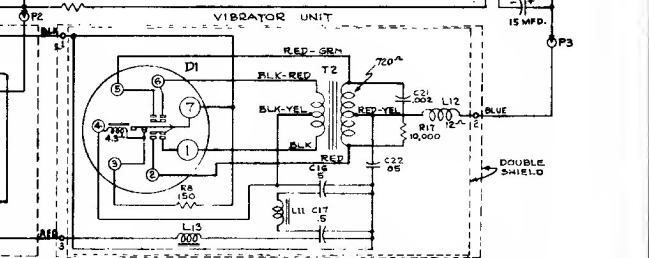 P2
VIBRATOR UNIT
15 MFD.
BLK
1
RED-GRN
P3
D1
720Ω
T2
BLK-RED
5
6
7
C21
.002
L12
BLK-YEL
RED-YEL
BLUE
4
4.3
R17
10,000
12Ω
2
1
BLK
3
2
RED
C22
.05
DOUBLE
SHIELD
R8
150
C16
.5
L11
C17
.5
L13
RED
3